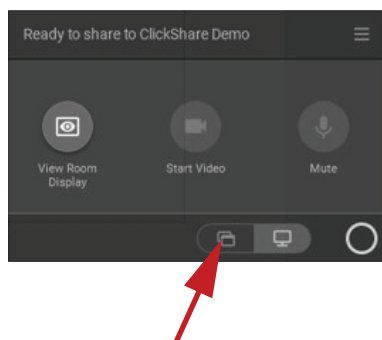 Ready to share to ClickShare Demo
View Room
Display
Start Video
Mute